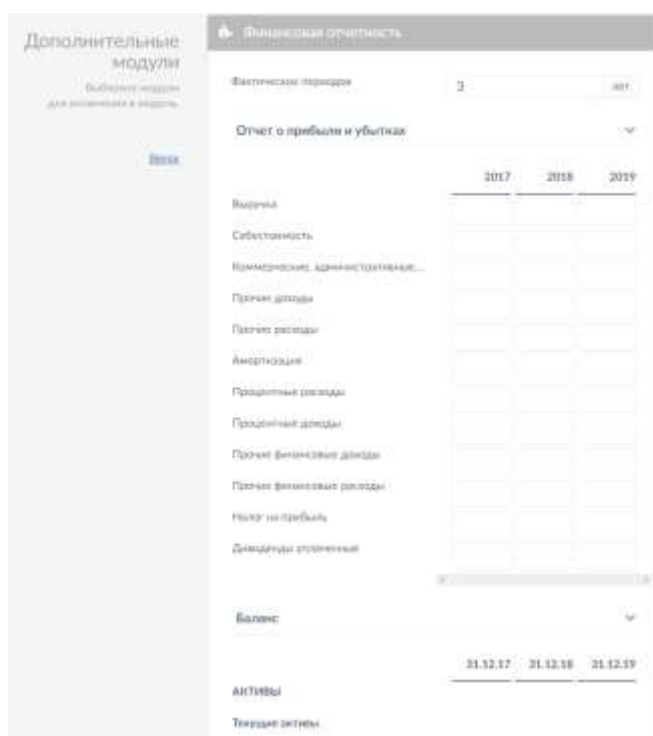 Дополнительные
модули
Выберите модули
для включения в модель.
Финансовая отчетность
Фактических периодов
3
лет
Отчет о прибыли и убытках
2017 2018 2019
Выручка
Себестоимость
Коммерческие, административные...
Прочие доходы
Прочие расходы
Амортизация
Процентные расходы
Процентные доходы
Прочие финансовые доходы
Прочие финансовые расходы
Налог на прибыль
Дивиденды уплаченные
Баланс
31.12.17 31.12.18 31.12.19
АКТИВЫ
Текущие активы